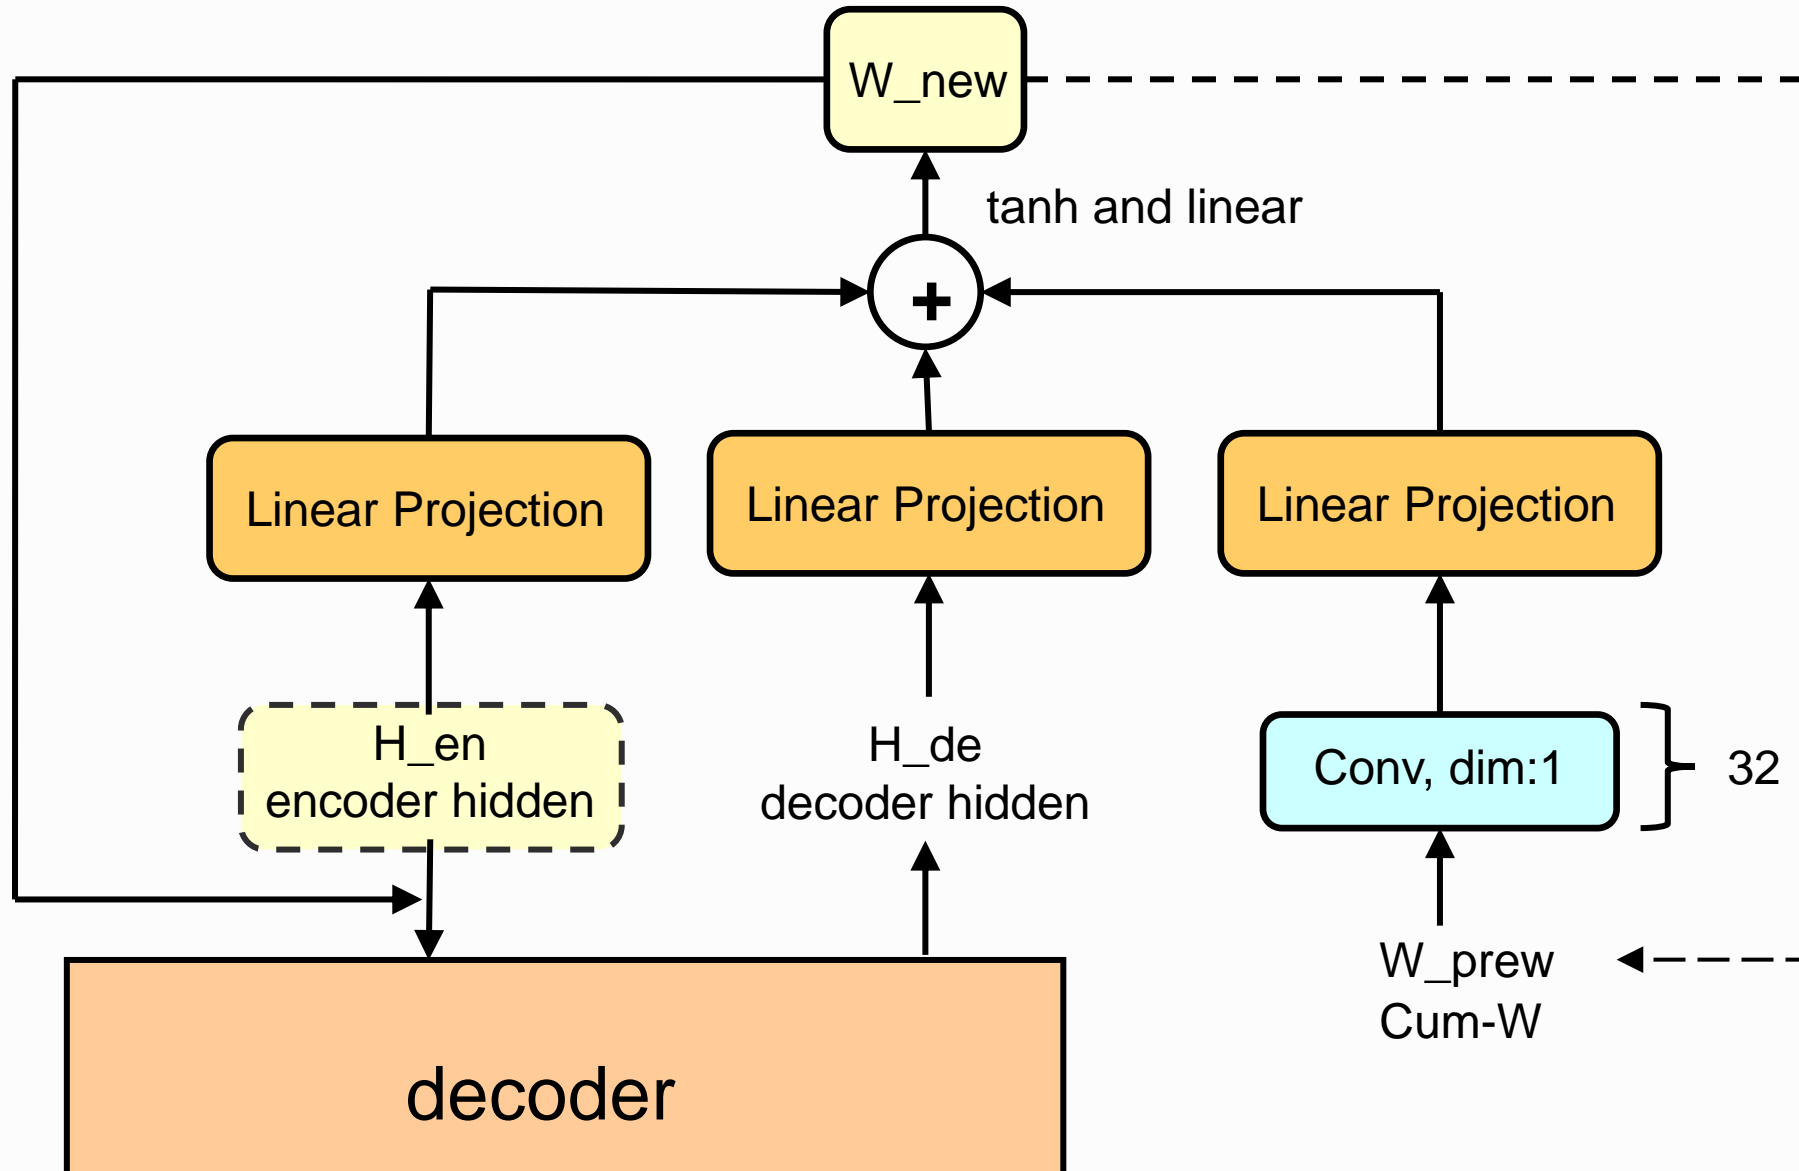 W_new
tanh and linear
+
Linear Projection
Linear Projection
Linear Projection
H_en
encoder hidden
H_de
decoder hidden
Conv, dim:1
32
W_prew
Cum-W
decoder